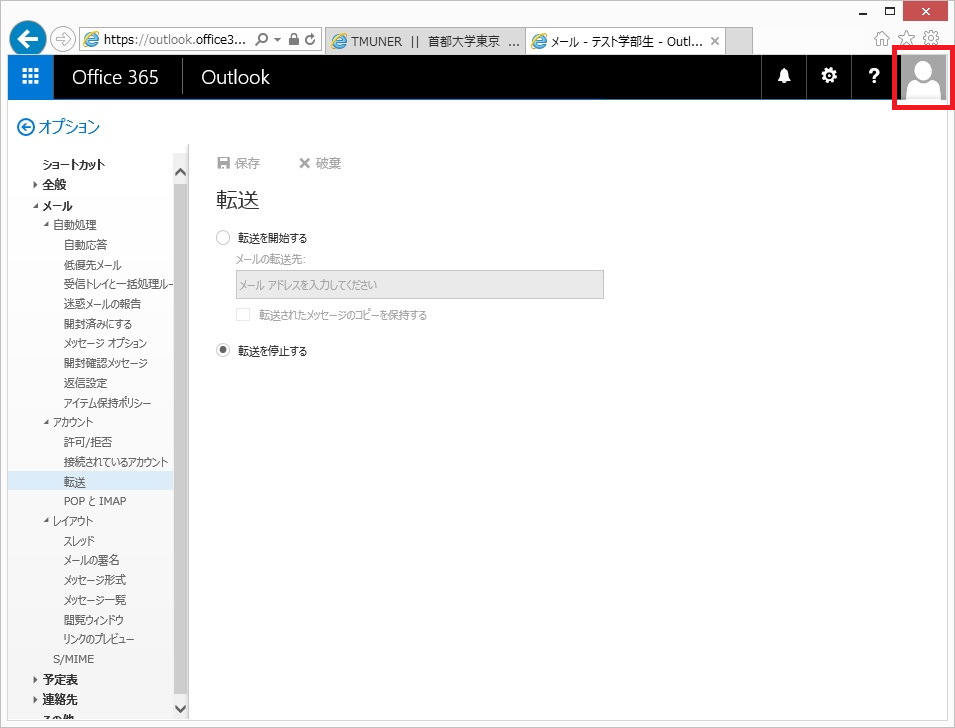 https://outlook.office3...
TMUNER || 首都大学東京 ...
メール - テスト学部生 - Outl...
Office 365
Outlook
?
オプション
ショートカット
全般
メール
自動処理
自動応答
低優先メール
受信トレイと一括処理ルー
迷惑メールの報告
開封済みにする
メッセージ オプション
開封確認メッセージ
返信設定
アイテム保持ポリシー
アカウント
許可/拒否
接続されているアカウント
転送
POP と IMAP
レイアウト
スレッド
メールの署名
メッセージ形式
メッセージ一覧
閲覧ウィンドウ
リンクのプレビュー
S/MIME
予定表
連絡先
その他
保存
破棄
転送
転送を開始する
メールの転送先:
メール アドレスを入力してください
転送されたメッセージのコピーを保持する
転送を停止する